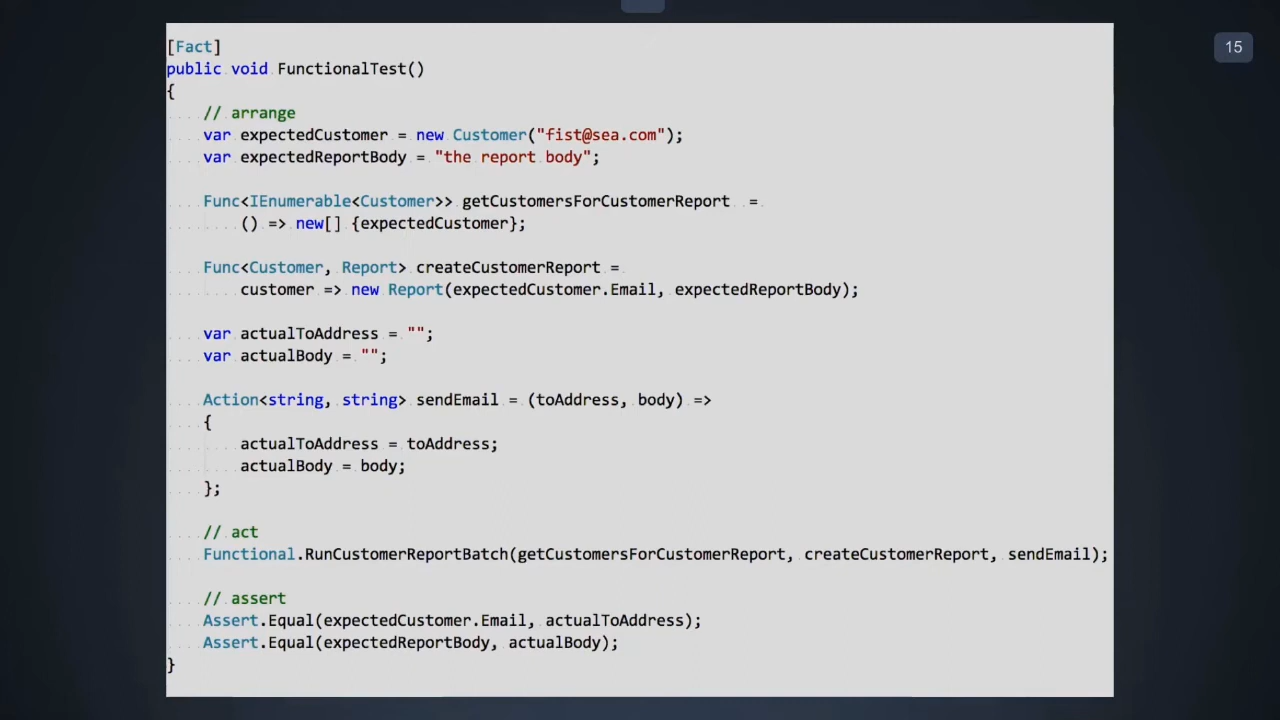 15
[Fact]
public void FunctionalTest()
{
// arrange
var expectedCustomer = new Customer("fist@sea.com");
var expectedReportBody = "the report body";
Func<IEnumerable<Customer>> getCustomersForCustomerReport =
() => new[] {expectedCustomer};
Func<Customer, Report> createCustomerReport =
customer => new Report(expectedCustomer.Email, expectedReportBody);
var actualToAddress = "";
var actualBody = "";
Action<string, string> sendEmail = (toAddress, body) =>
{
actualToAddress = toAddress;
actualBody = body;
};
// act
Functional.RunCustomerReportBatch(getCustomersForCustomerReport, createCustomerReport, sendEmail);
// assert
Assert.Equal(expectedCustomer.Email, actualToAddress);
Assert.Equal(expectedReportBody, actualBody);
}